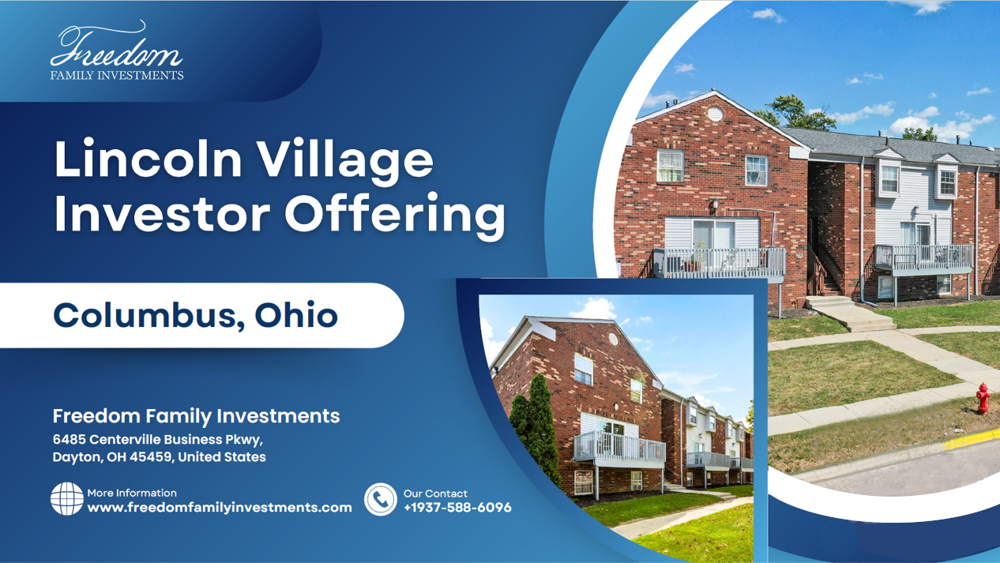 Freedom
FAMILY INVESTMENTS
Lincoln Village
Investor Offering
Columbus, Ohio
Freedom Family Investments
6485 Centerville Business Pkwy,
Dayton, OH 45459, United States
More Information
www.freedomfamilyinvestments.com
Our Contact
+1937-588-6096